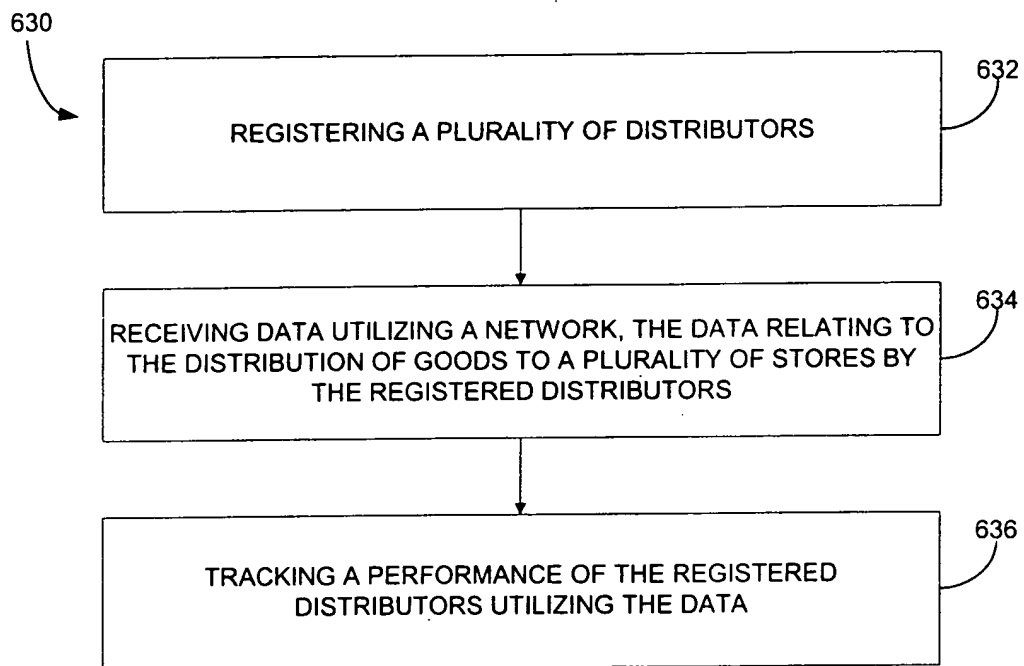 630
632
REGISTERING A PLURALITY OF DISTRIBUTORS
634
RECEIVING DATA UTILIZING A NETWORK, THE DATA RELATING TO
THE DISTRIBUTION OF GOODS TO A PLURALITY OF STORES BY
THE REGISTERED DISTRIBUTORS
636
TRACKING A PERFORMANCE OF THE REGISTERED
DISTRIBUTORS UTILIZING THE DATA